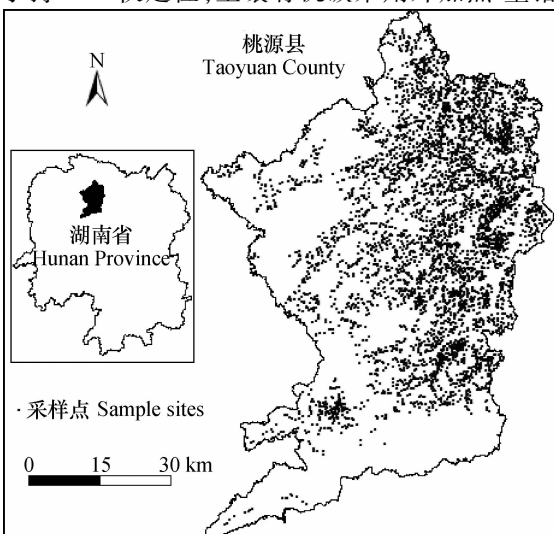 桃源县
Taoyuan County
N
湖南省
Hunan Province
· 采样点 Sample sites
0 15 30 km